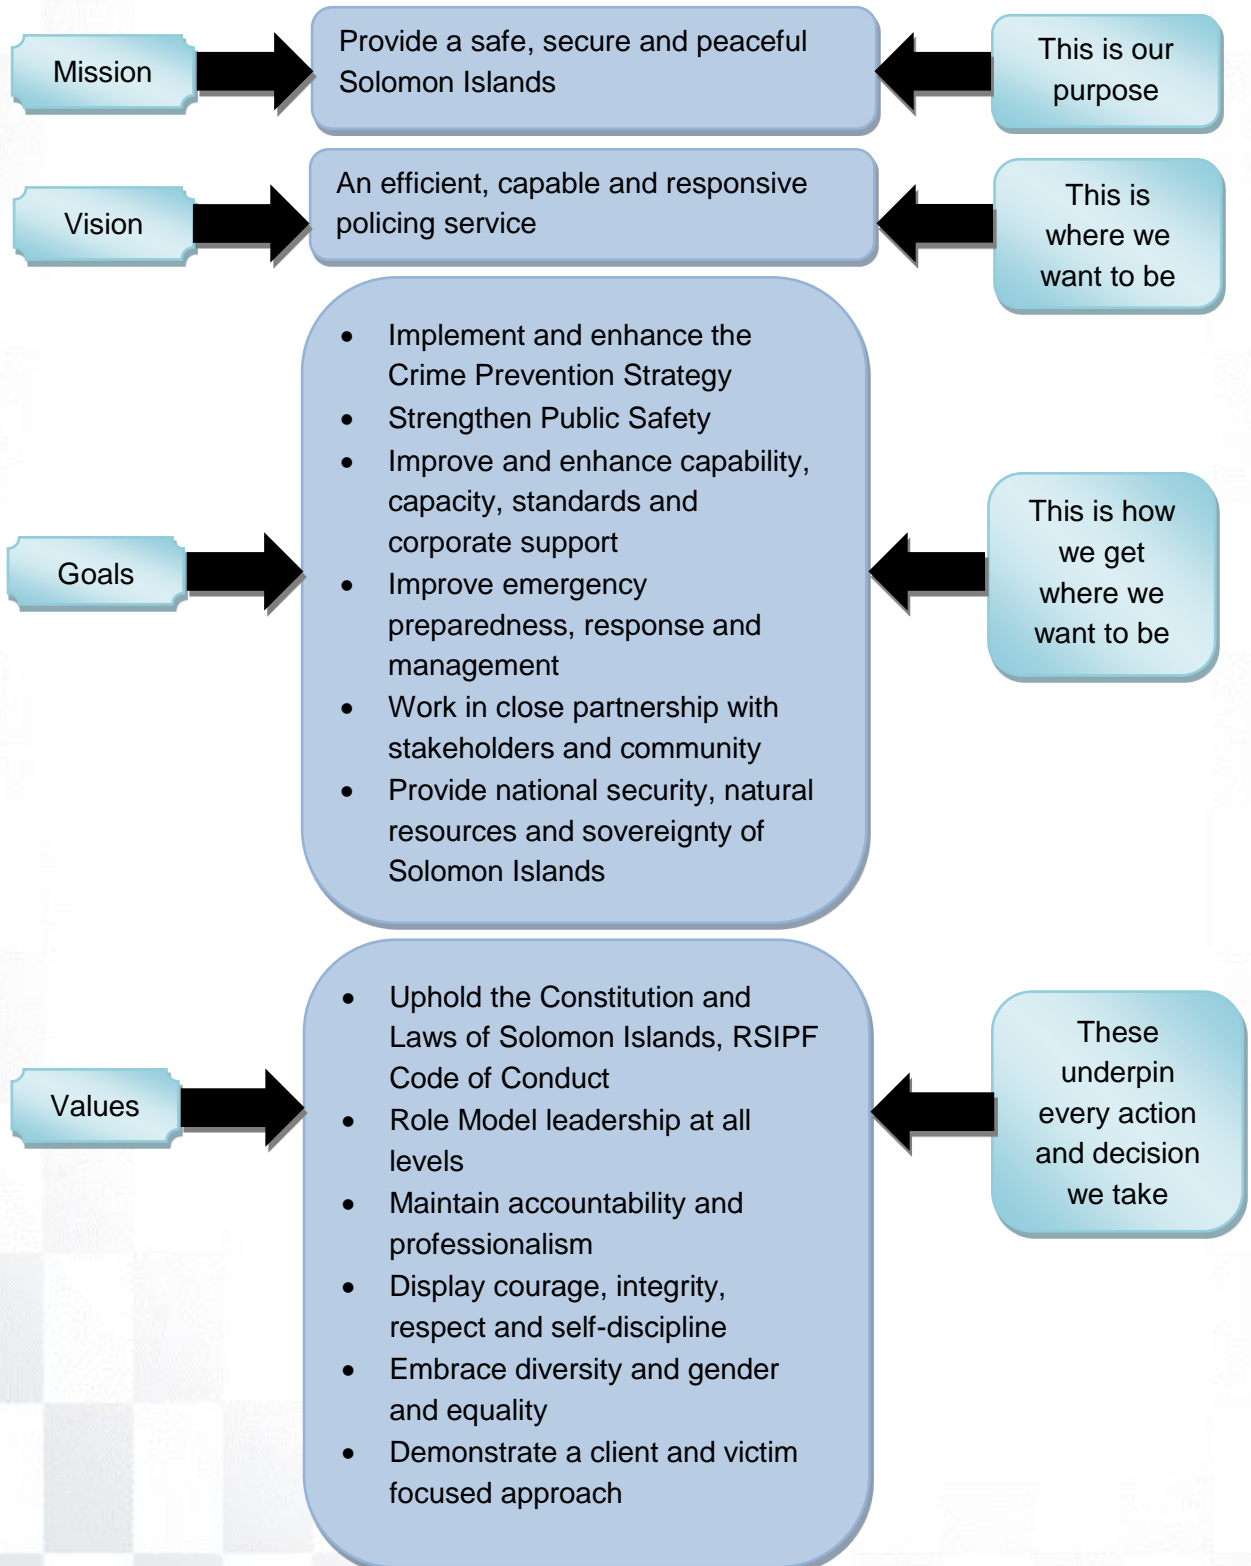 Mission
Provide a safe, secure and peaceful
Solomon Islands
This is our
purpose
Vision
An efficient, capable and responsive
policing service
This is
where we
want to be
Goals
• Implement and enhance the
Crime Prevention Strategy
• Strengthen Public Safety
• Improve and enhance capability,
capacity, standards and
corporate support
• Improve emergency
preparedness, response and
management
• Work in close partnership with
stakeholders and community
• Provide national security, natural
resources and sovereignty of
Solomon Islands
This is how
we get
where we
want to be
Values
• Uphold the Constitution and
Laws of Solomon Islands, RSIPF
Code of Conduct
• Role Model leadership at all
levels
• Maintain accountability and
professionalism
• Display courage, integrity,
respect and self-discipline
• Embrace diversity and gender
and equality
• Demonstrate a client and victim
focused approach
These
underpin
every action
and decision
we take